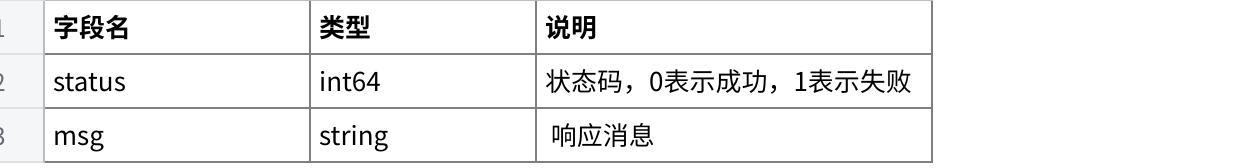 1 字段名 类型 说明
2 status int64 状态码，0表示成功，1表示失败
3 msg string 响应消息